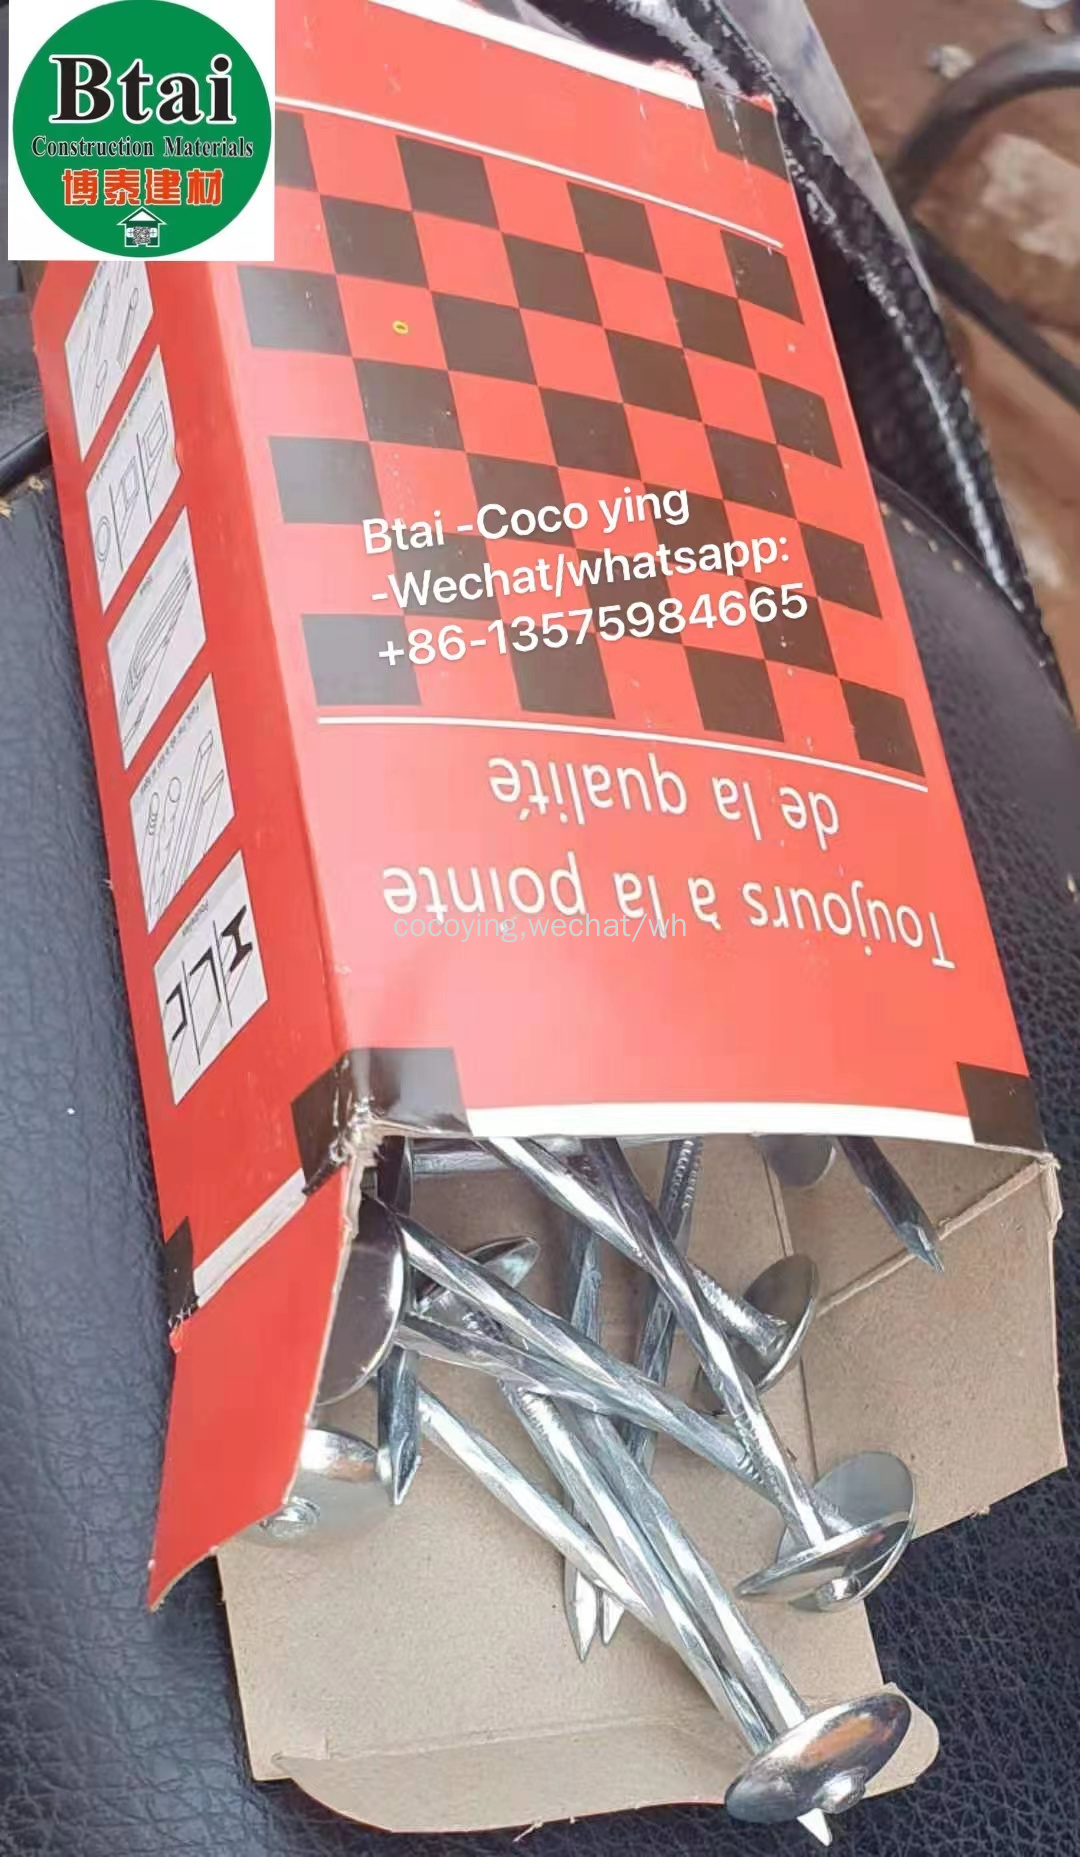 Btai
Construction Materials
博泰建材
Btai -Coco ying
-Wechat/whatsapp:
+86-13575984665
Toujours à la pointe
de la qualité
cocoying,wechat/wh